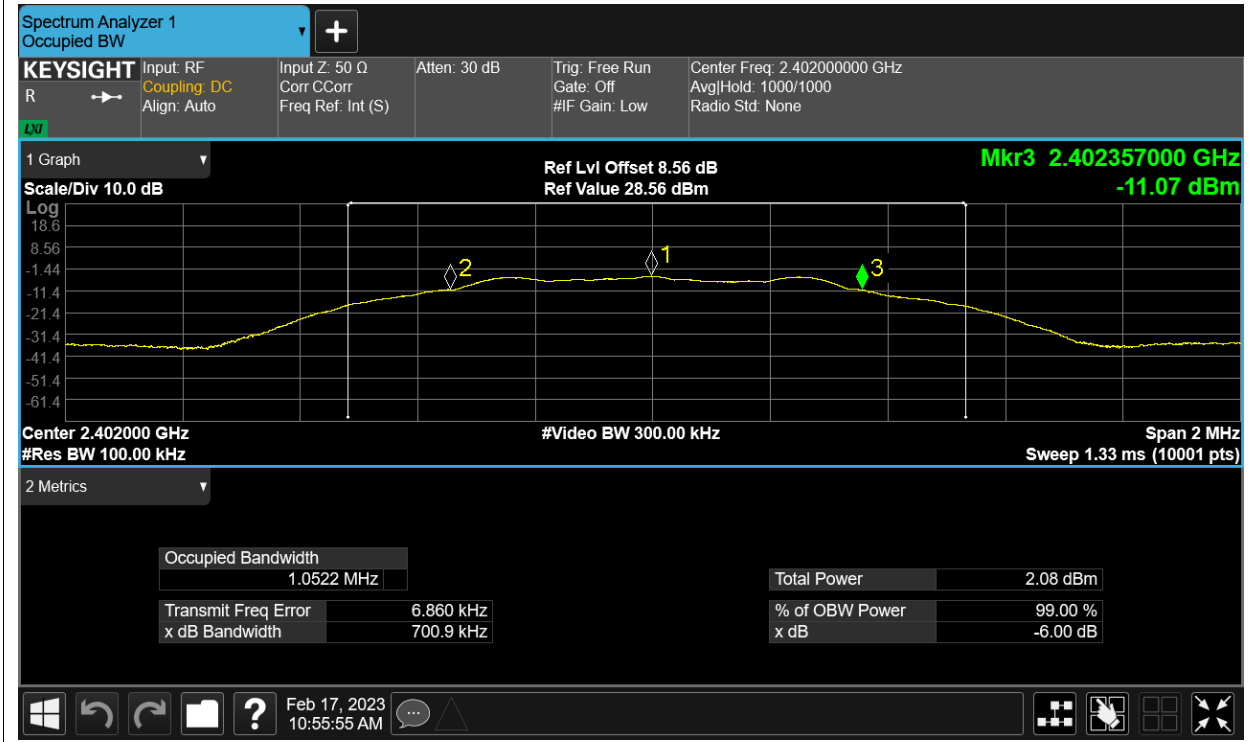 Spectrum Analyzer 1
Occupied BW
KEYSIGHT Input: RF Input Z: 50 Ω Atten: 30 dB Trig: Free Run Center Freq: 2.402000000 GHz
R Coupling: DC Corr CCorr Gate: Off Avg|Hold: 1000/1000
Align: Auto Freq Ref: Int (S) #IF Gain: Low Radio Std: None
LXI
1 Graph Ref Lvl Offset 8.56 dB Mkr3 2.402357000 GHz
Scale/Div 10.0 dB Ref Value 28.56 dBm -11.07 dBm
Log
18.6
8.56
-1.44
-11.4
-21.4
-31.4
-41.4
-51.4
-61.4
2 1 3
Center 2.402000 GHz #Video BW 300.00 kHz Span 2 MHz
#Res BW 100.00 kHz Sweep 1.33 ms (10001 pts)
2 Metrics
Occupied Bandwidth
1.0522 MHz Total Power 2.08 dBm
Transmit Freq Error 6.860 kHz % of OBW Power 99.00 %
x dB Bandwidth 700.9 kHz x dB -6.00 dB
? Feb 17, 2023
10:55:55 AM